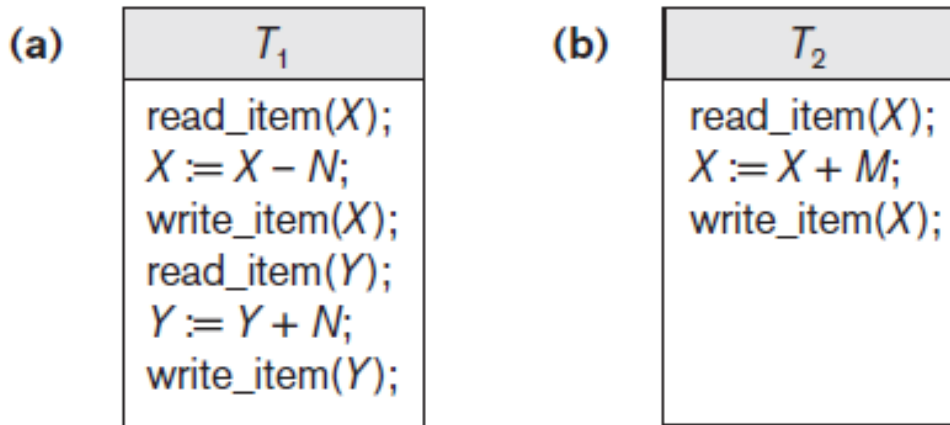 (a)
T₁
read_item(X);
X := X – N;
write_item(X);
read_item(Y);
Y := Y + N;
write_item(Y);
(b)
T₂
read_item(X);
X := X + M;
write_item(X);